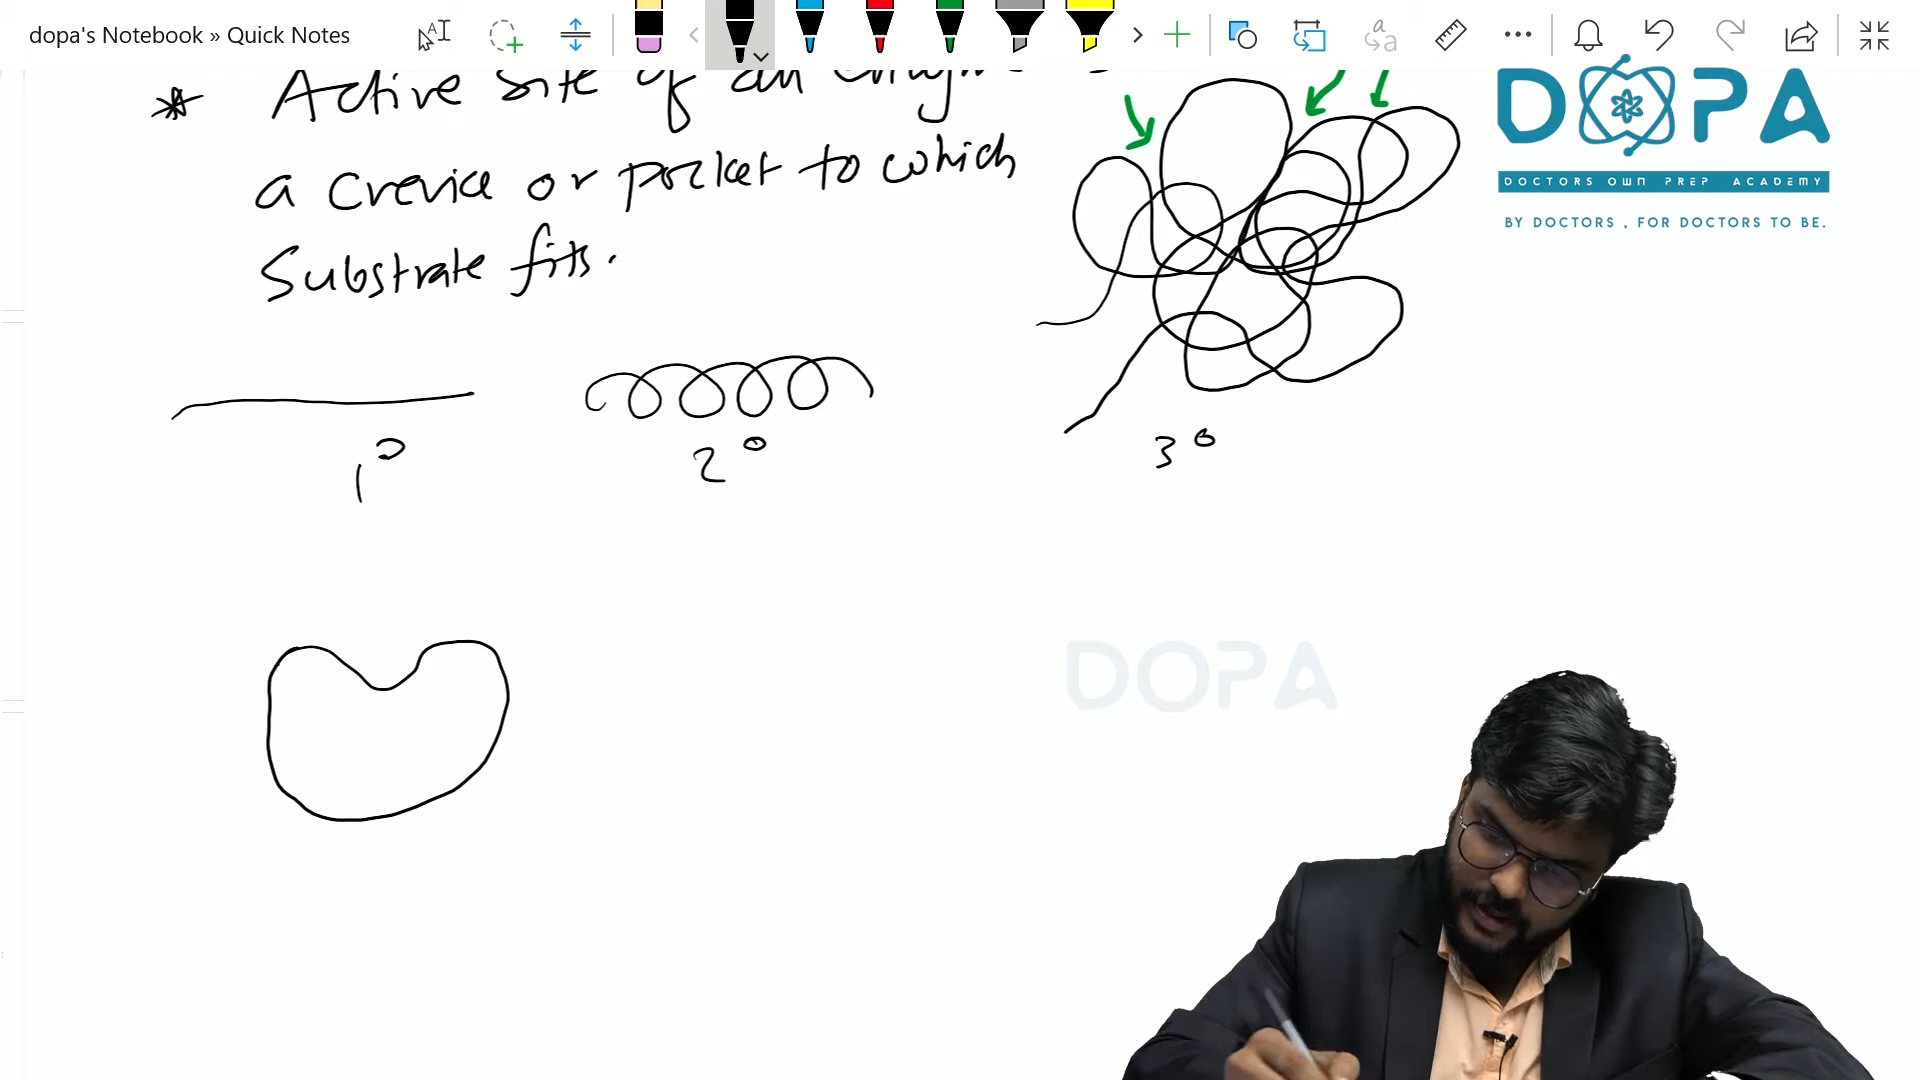 dopa's Notebook » Quick Notes
* Active site of an
a crevice or pocket to which
substrate fits.
1° 2° 3°
DOPA
DOCTORS OWN PREP ACADEMY
BY DOCTORS , FOR DOCTORS TO BE.
DOPA